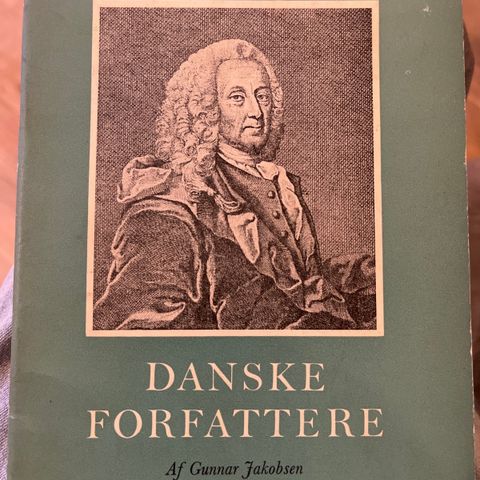 DANSKE
FORFATTERE
Af Gunnar Jakobsen